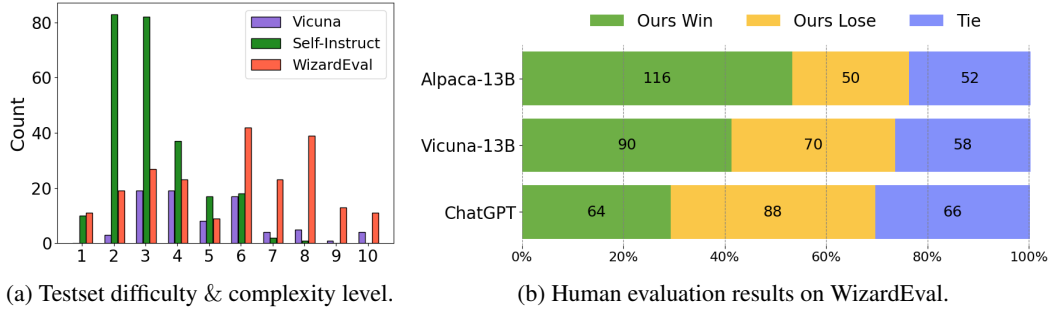 Vicuna
Self-Instruct
WizardEval
Count
80
60
40
20
0
1 2 3 4 5 6 7 8 9 10
(a) Testset difficulty & complexity level.
Ours Win Ours Lose Tie
Alpaca-13B 116 50 52
Vicuna-13B 90 70 58
ChatGPT 64 88 66
0% 20% 40% 60% 80% 100%
(b) Human evaluation results on WizardEval.